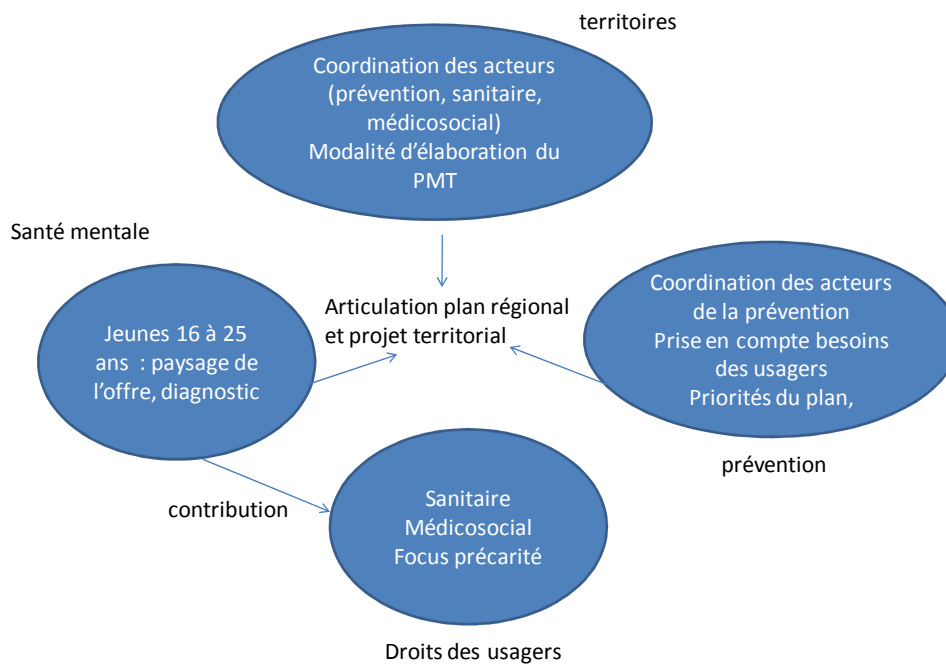 territoires
Coordination des acteurs
(prévention, sanitaire,
médicosocial)
Modalité d’élaboration du
PMT
Santé mentale
Jeunes 16 à 25
ans  : paysage de
l’offre, diagnostic
Articulation plan régional
et projet territorial
Coordination des acteurs
de la prévention
Prise en compte besoins
des usagers
Priorités du plan,
prévention
contribution
Sanitaire
Médicosocial
Focus précarité
Droits des usagers